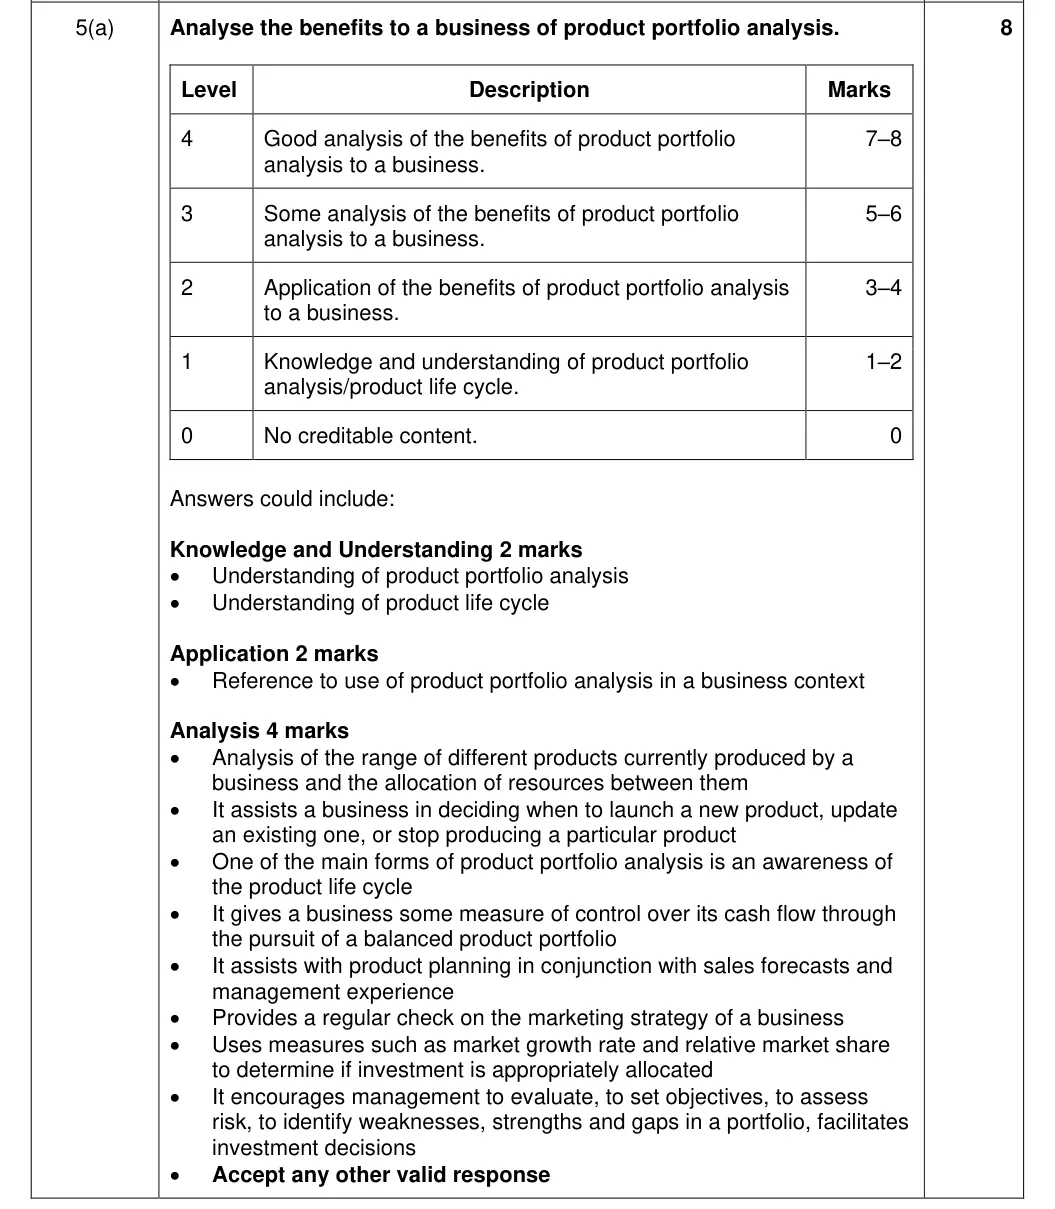 5(a) Analyse the benefits to a business of product portfolio analysis. 8
Level Description Marks
4 Good analysis of the benefits of product portfolio 7–8
analysis to a business.
3 Some analysis of the benefits of product portfolio 5–6
analysis to a business.
2 Application of the benefits of product portfolio analysis 3–4
to a business.
1 Knowledge and understanding of product portfolio 1–2
analysis/product life cycle.
0 No creditable content. 0
Answers could include:
Knowledge and Understanding 2 marks
• Understanding of product portfolio analysis
• Understanding of product life cycle
Application 2 marks
• Reference to use of product portfolio analysis in a business context
Analysis 4 marks
• Analysis of the range of different products currently produced by a
business and the allocation of resources between them
• It assists a business in deciding when to launch a new product, update
an existing one, or stop producing a particular product
• One of the main forms of product portfolio analysis is an awareness of
the product life cycle
• It gives a business some measure of control over its cash flow through
the pursuit of a balanced product portfolio
• It assists with product planning in conjunction with sales forecasts and
management experience
• Provides a regular check on the marketing strategy of a business
• Uses measures such as market growth rate and relative market share
to determine if investment is appropriately allocated
• It encourages management to evaluate, to set objectives, to assess
risk, to identify weaknesses, strengths and gaps in a portfolio, facilitates
investment decisions
• Accept any other valid response